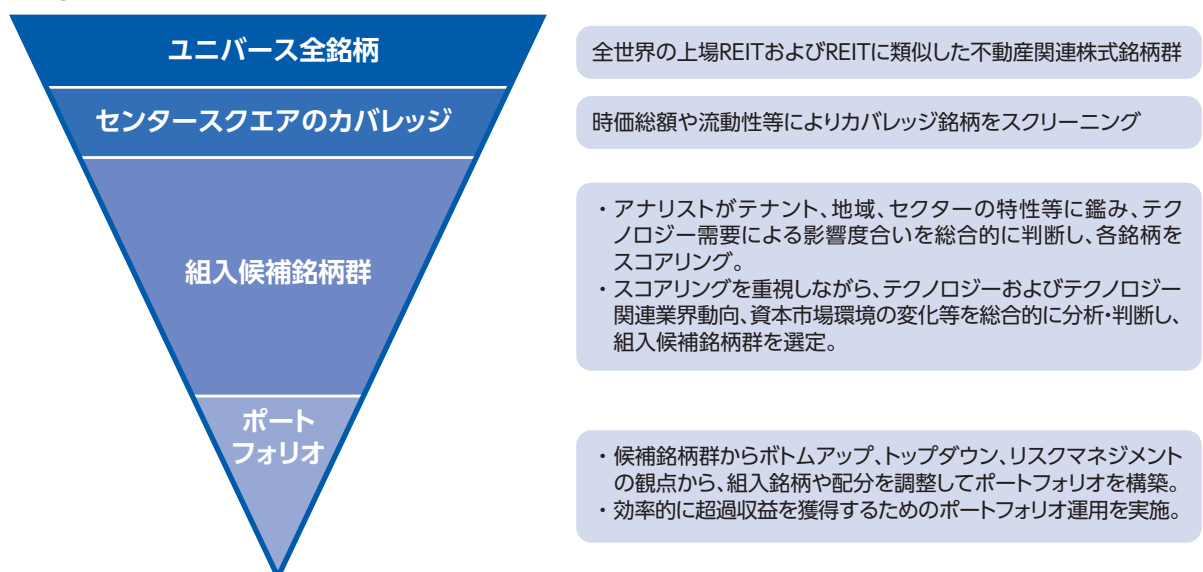 ユニバース全銘柄
全世界の上場REITおよびREITに類似した不動産関連株式銘柄群
センタースクエアのカバレッジ
時価総額や流動性等によりカバレッジ銘柄をスクリーニング
組入候補銘柄群
・アナリストがテナント、地域、セクターの特性等に鑑み、テク
ノロジー需要による影響度合いを総合的に判断し、各銘柄を
スコアリング。
・スコアリングを重視しながら、テクノロジーおよびテクノロジー
関連業界動向、資本市場環境の変化等を総合的に分析・判断し、
組入候補銘柄群を選定。
ポート
フォリオ
・候補銘柄群からボトムアップ、トップダウン、リスクマネジメント
の観点から、組入銘柄や配分を調整してポートフォリオを構築。
・効率的に超過収益を獲得するためのポートフォリオ運用を実施。